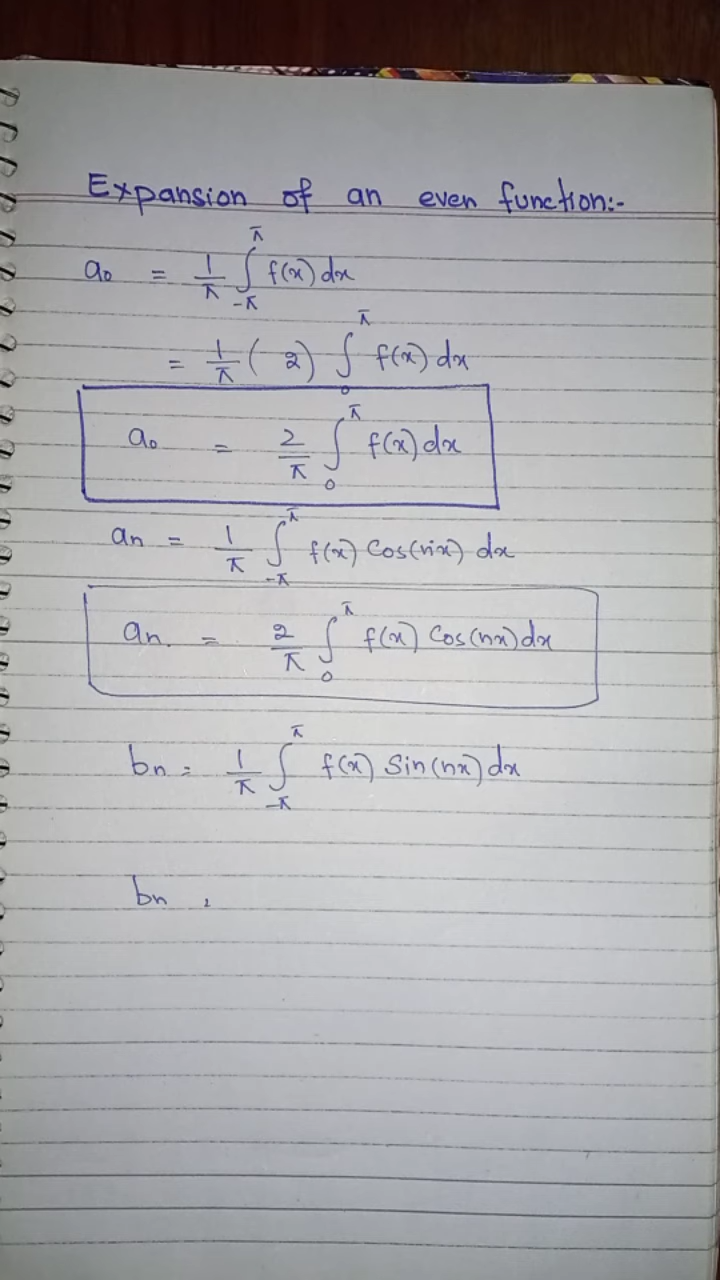 Expansion of an even function:-
a₀ = 1/π ∫_{-π}^{π} f(x) dx
= 1/π (2) ∫_{0}^{π} f(x) dx
a₀ = 2/π ∫_{0}^{π} f(x) dx
aₙ = 1/π ∫_{-π}^{π} f(x) Cos(nx) dx
aₙ = 2/π ∫_{0}^{π} f(x) Cos(nx) dx
bₙ = 1/π ∫_{-π}^{π} f(x) Sin(nx) dx
bₙ